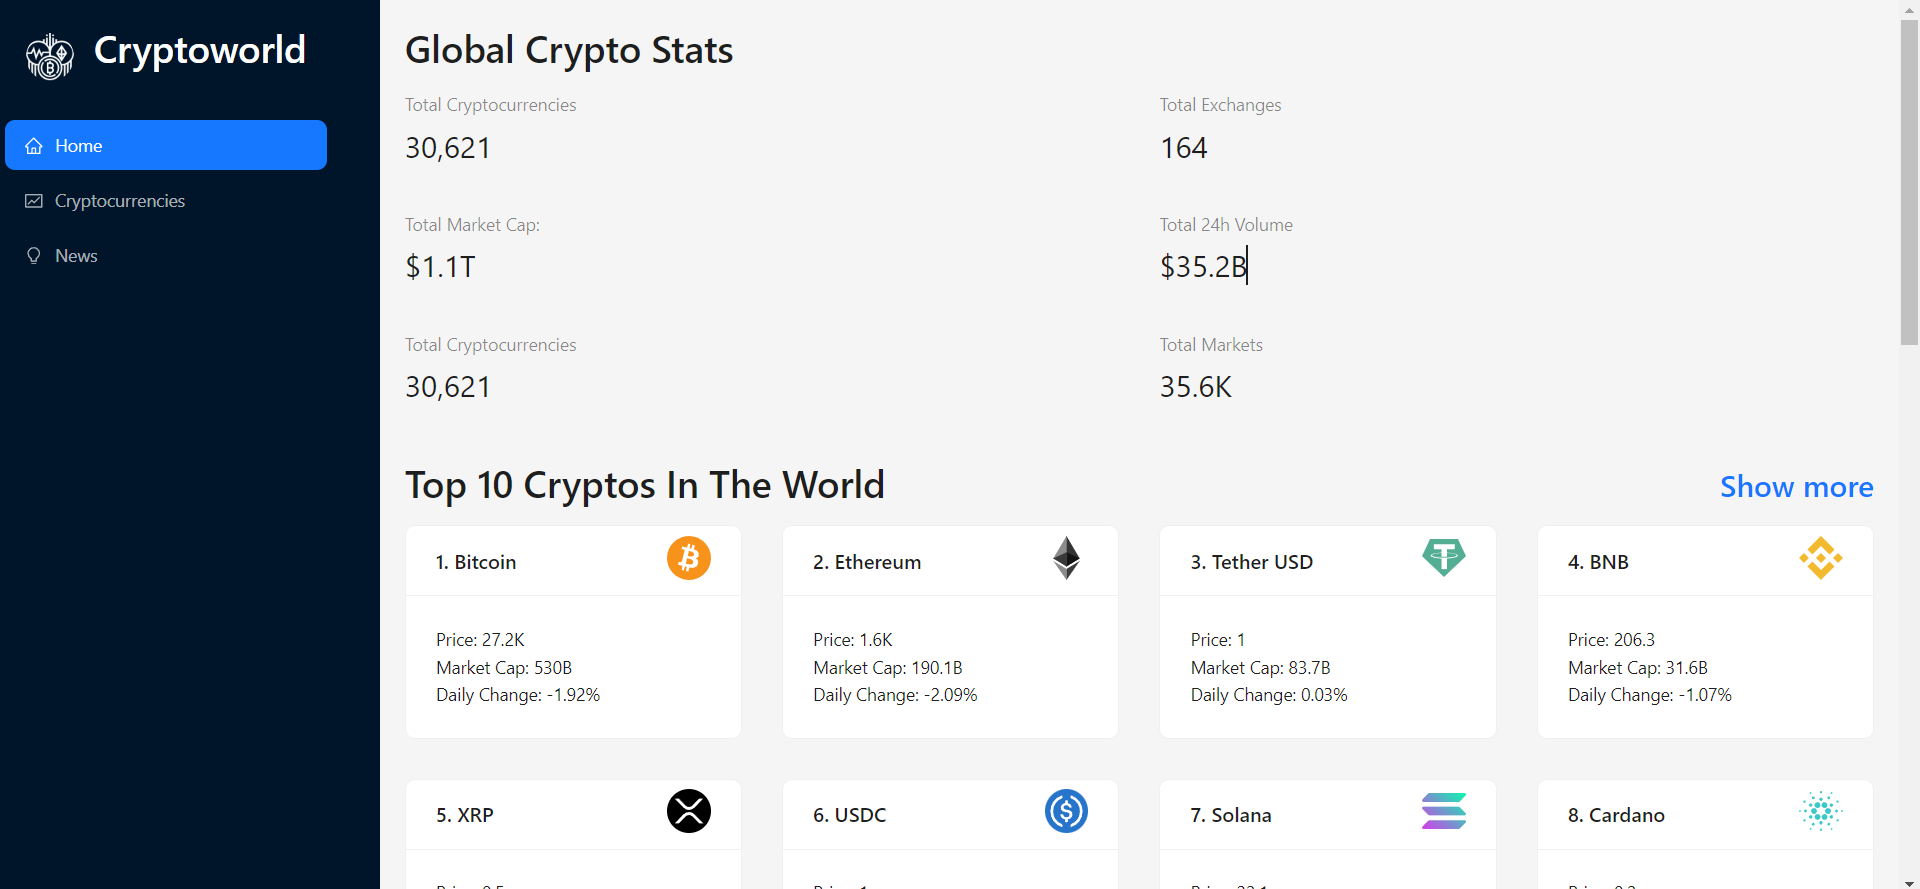 Cryptoworld
Home
Cryptocurrencies
News
Global Crypto Stats
Total Cryptocurrencies
30,621
Total Exchanges
164
Total Market Cap:
$1.1T
Total 24h Volume
$35.2B
Total Cryptocurrencies
30,621
Total Markets
35.6K
Top 10 Cryptos In The World
Show more
1. Bitcoin
Price: 27.2K
Market Cap: 530B
Daily Change: -1.92%
2. Ethereum
Price: 1.6K
Market Cap: 190.1B
Daily Change: -2.09%
3. Tether USD
Price: 1
Market Cap: 83.7B
Daily Change: 0.03%
4. BNB
Price: 206.3
Market Cap: 31.6B
Daily Change: -1.07%
5. XRP
6. USDC
7. Solana
8. Cardano